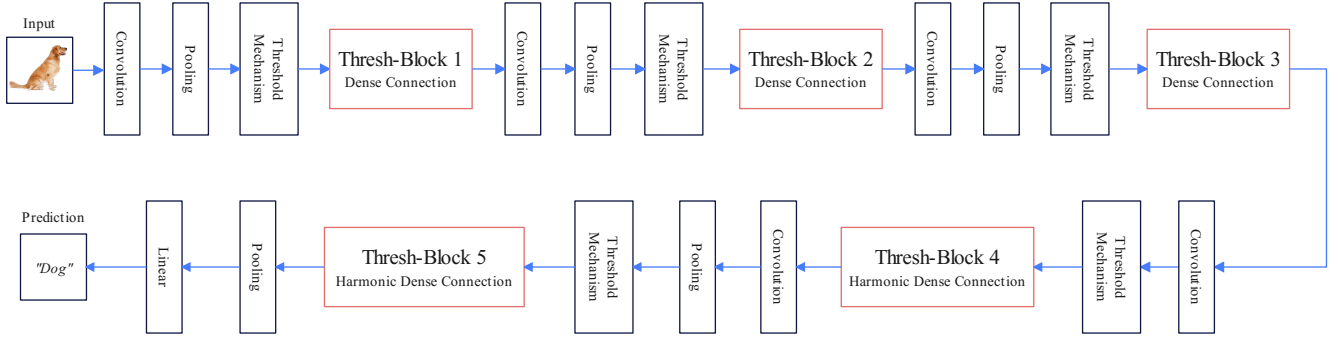 Input
Convolution
Pooling
Threshold
Mechanism
Thresh-Block 1
Dense Connection
Convolution
Pooling
Threshold
Mechanism
Thresh-Block 2
Dense Connection
Convolution
Pooling
Threshold
Mechanism
Thresh-Block 3
Dense Connection
Convolution
Threshold
Mechanism
Thresh-Block 4
Harmonic Dense Connection
Convolution
Pooling
Threshold
Mechanism
Thresh-Block 5
Harmonic Dense Connection
Pooling
Linear
Prediction
"Dog"